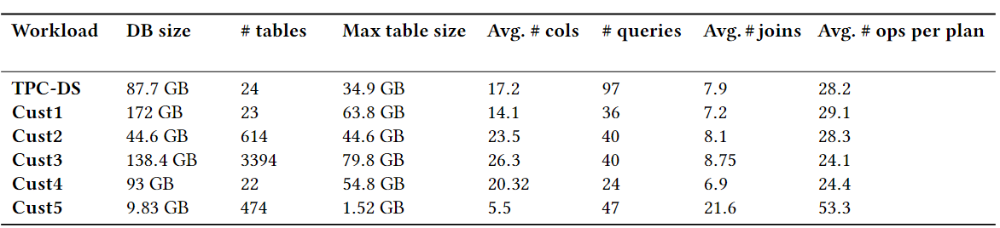 Workload DB size # tables Max table size Avg. # cols # queries Avg. # joins Avg. # ops per plan
TPC-DS 87.7 GB 24 34.9 GB 17.2 97 7.9 28.2
Cust1 172 GB 23 63.8 GB 14.1 36 7.2 29.1
Cust2 44.6 GB 614 44.6 GB 23.5 40 8.1 28.3
Cust3 138.4 GB 3394 79.8 GB 26.3 40 8.75 24.1
Cust4 93 GB 22 54.8 GB 20.32 24 6.9 24.4
Cust5 9.83 GB 474 1.52 GB 5.5 47 21.6 53.3